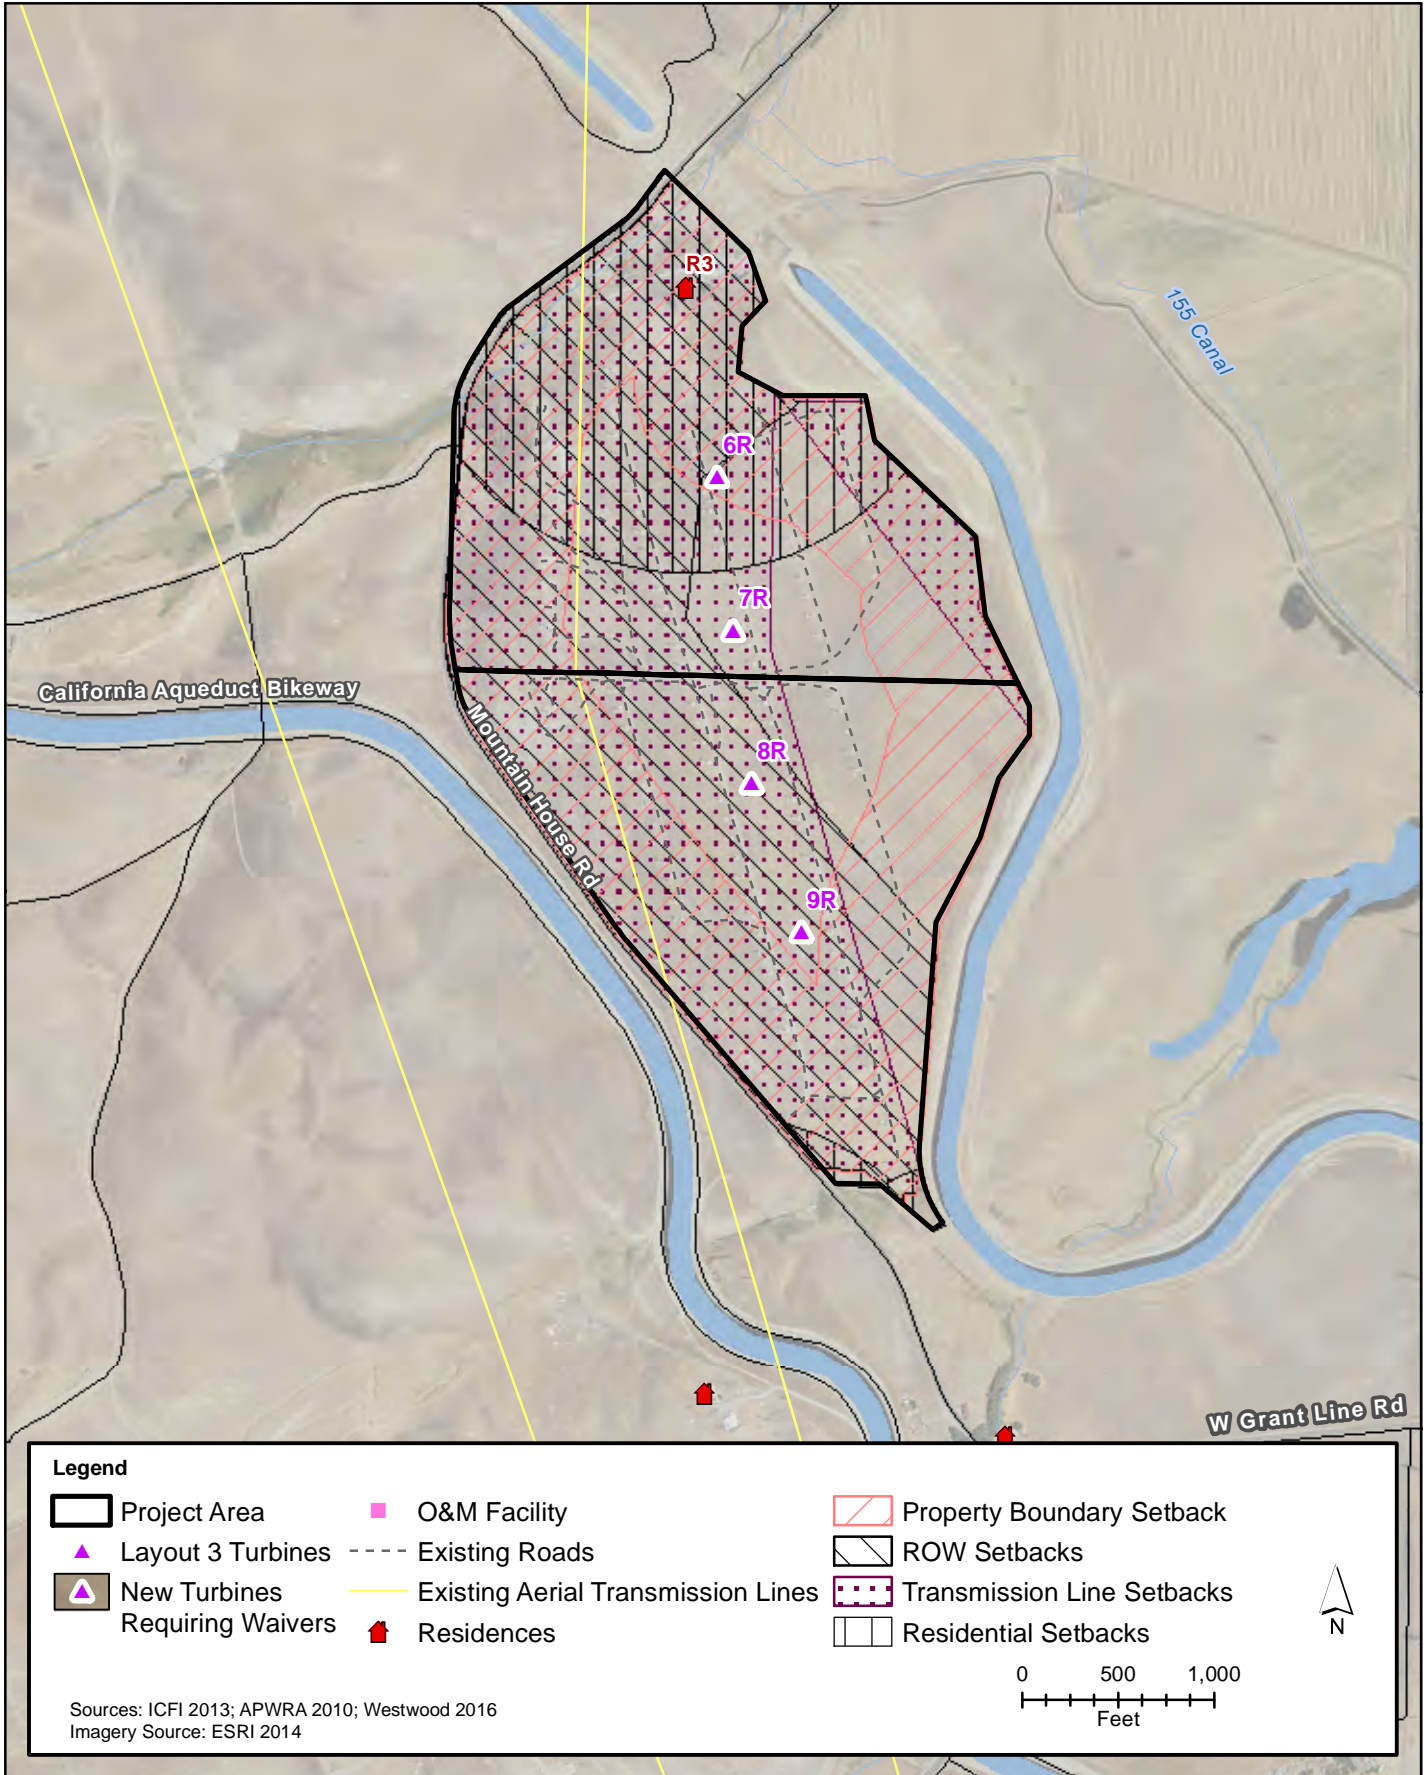 R3
155 Canal
6R
7R
California Aqueduct Bikeway
Mountain House Rd
8R
9R
W Grant Line Rd
Legend
Project Area
Layout 3 Turbines
New Turbines
Requiring Waivers
O&M Facility
Existing Roads
Existing Aerial Transmission Lines
Residences
Property Boundary Setback
ROW Setbacks
Transmission Line Setbacks
Residential Setbacks
N
0 500 1,000
Feet
Sources: ICFI 2013; APWRA 2010; Westwood 2016
Imagery Source: ESRI 2014